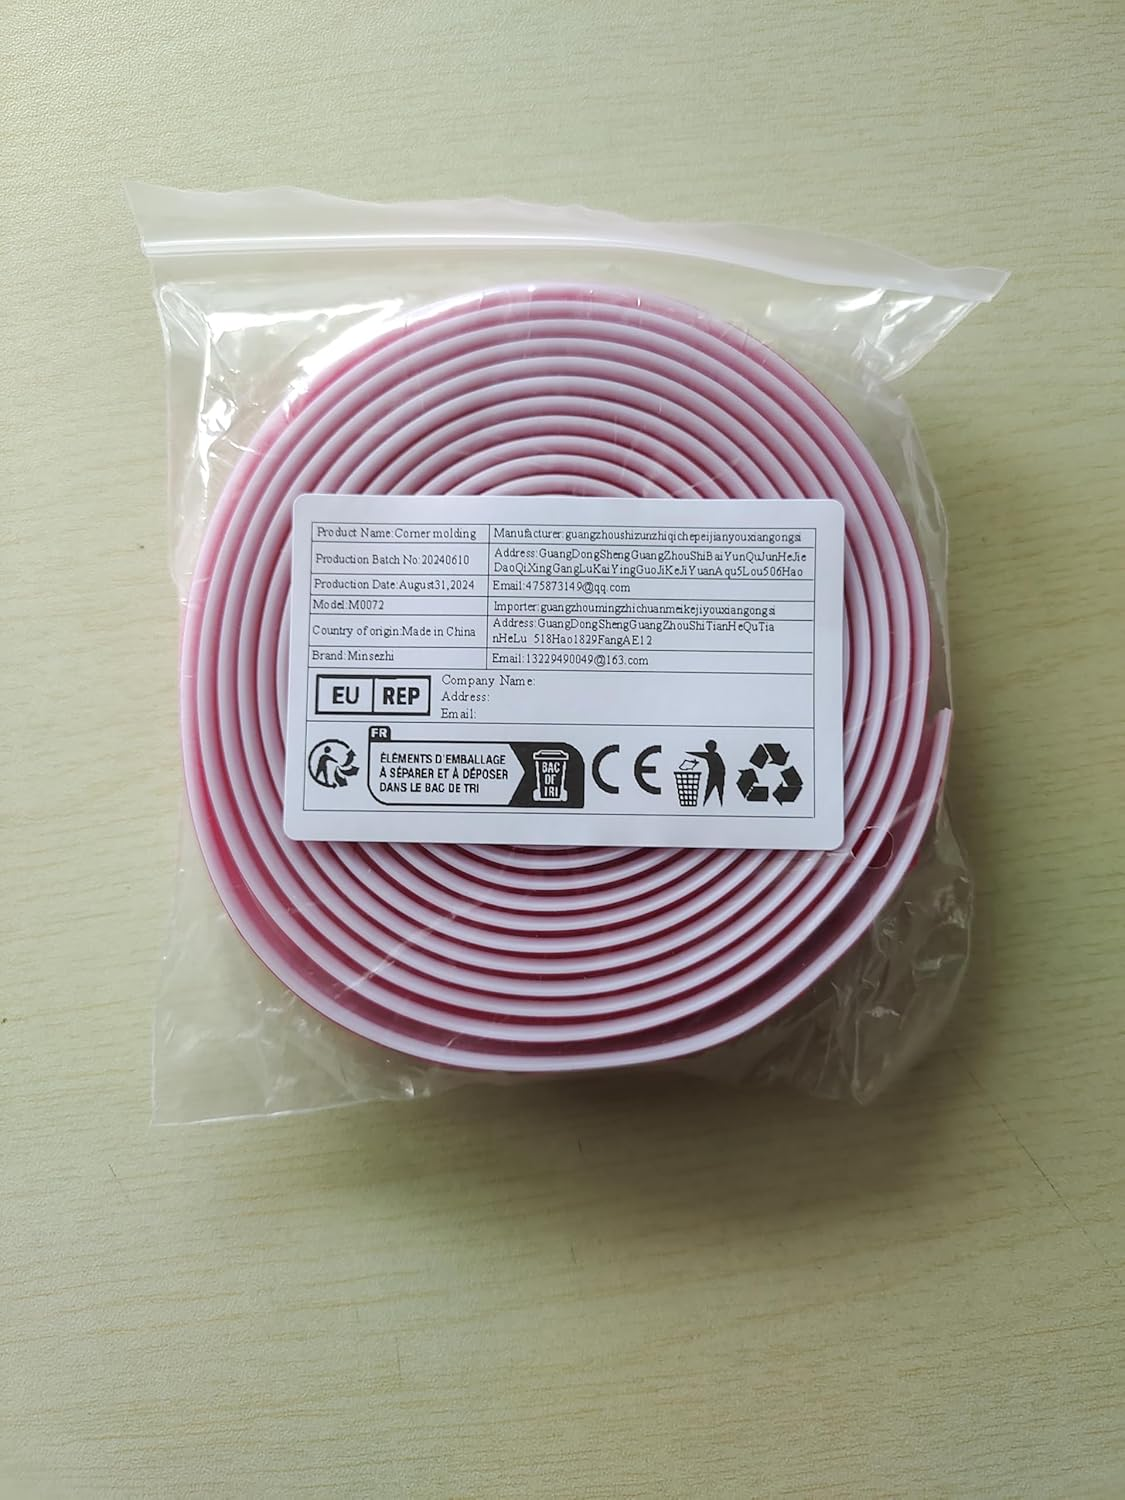 Product Name:Corner molding
Manufacturer:guangzhoushizunzhiqichepeijianyouxiangongsi
Production Batch No:20240610
Address:GuangDongShengGuangZhouShiBaiYunQuJunHeJie
DaoQiXingGangLuKaiYingGuoJiKeJiYuanAqu5Lou506Hao
Production Date:August31,2024
Email:475873149@qq.com
Model:M0072
Importer:guangzhoumingzhichuanmeikejiyouxiangongsi
Country of origin:Made in China
Address:GuangDongShengGuangZhouShiTianHeQuTia
nHeLu 518Hao1829FangAE12
Brand:Minsezhi
Email:13229490049@163.com
EU REP
Company Name:
Address:
Email:
FR
ÉLÉMENTS D'EMBALLAGE
À SÉPARER ET À DÉPOSER
DANS LE BAC DE TRI
BAC
DE
TRI
CE